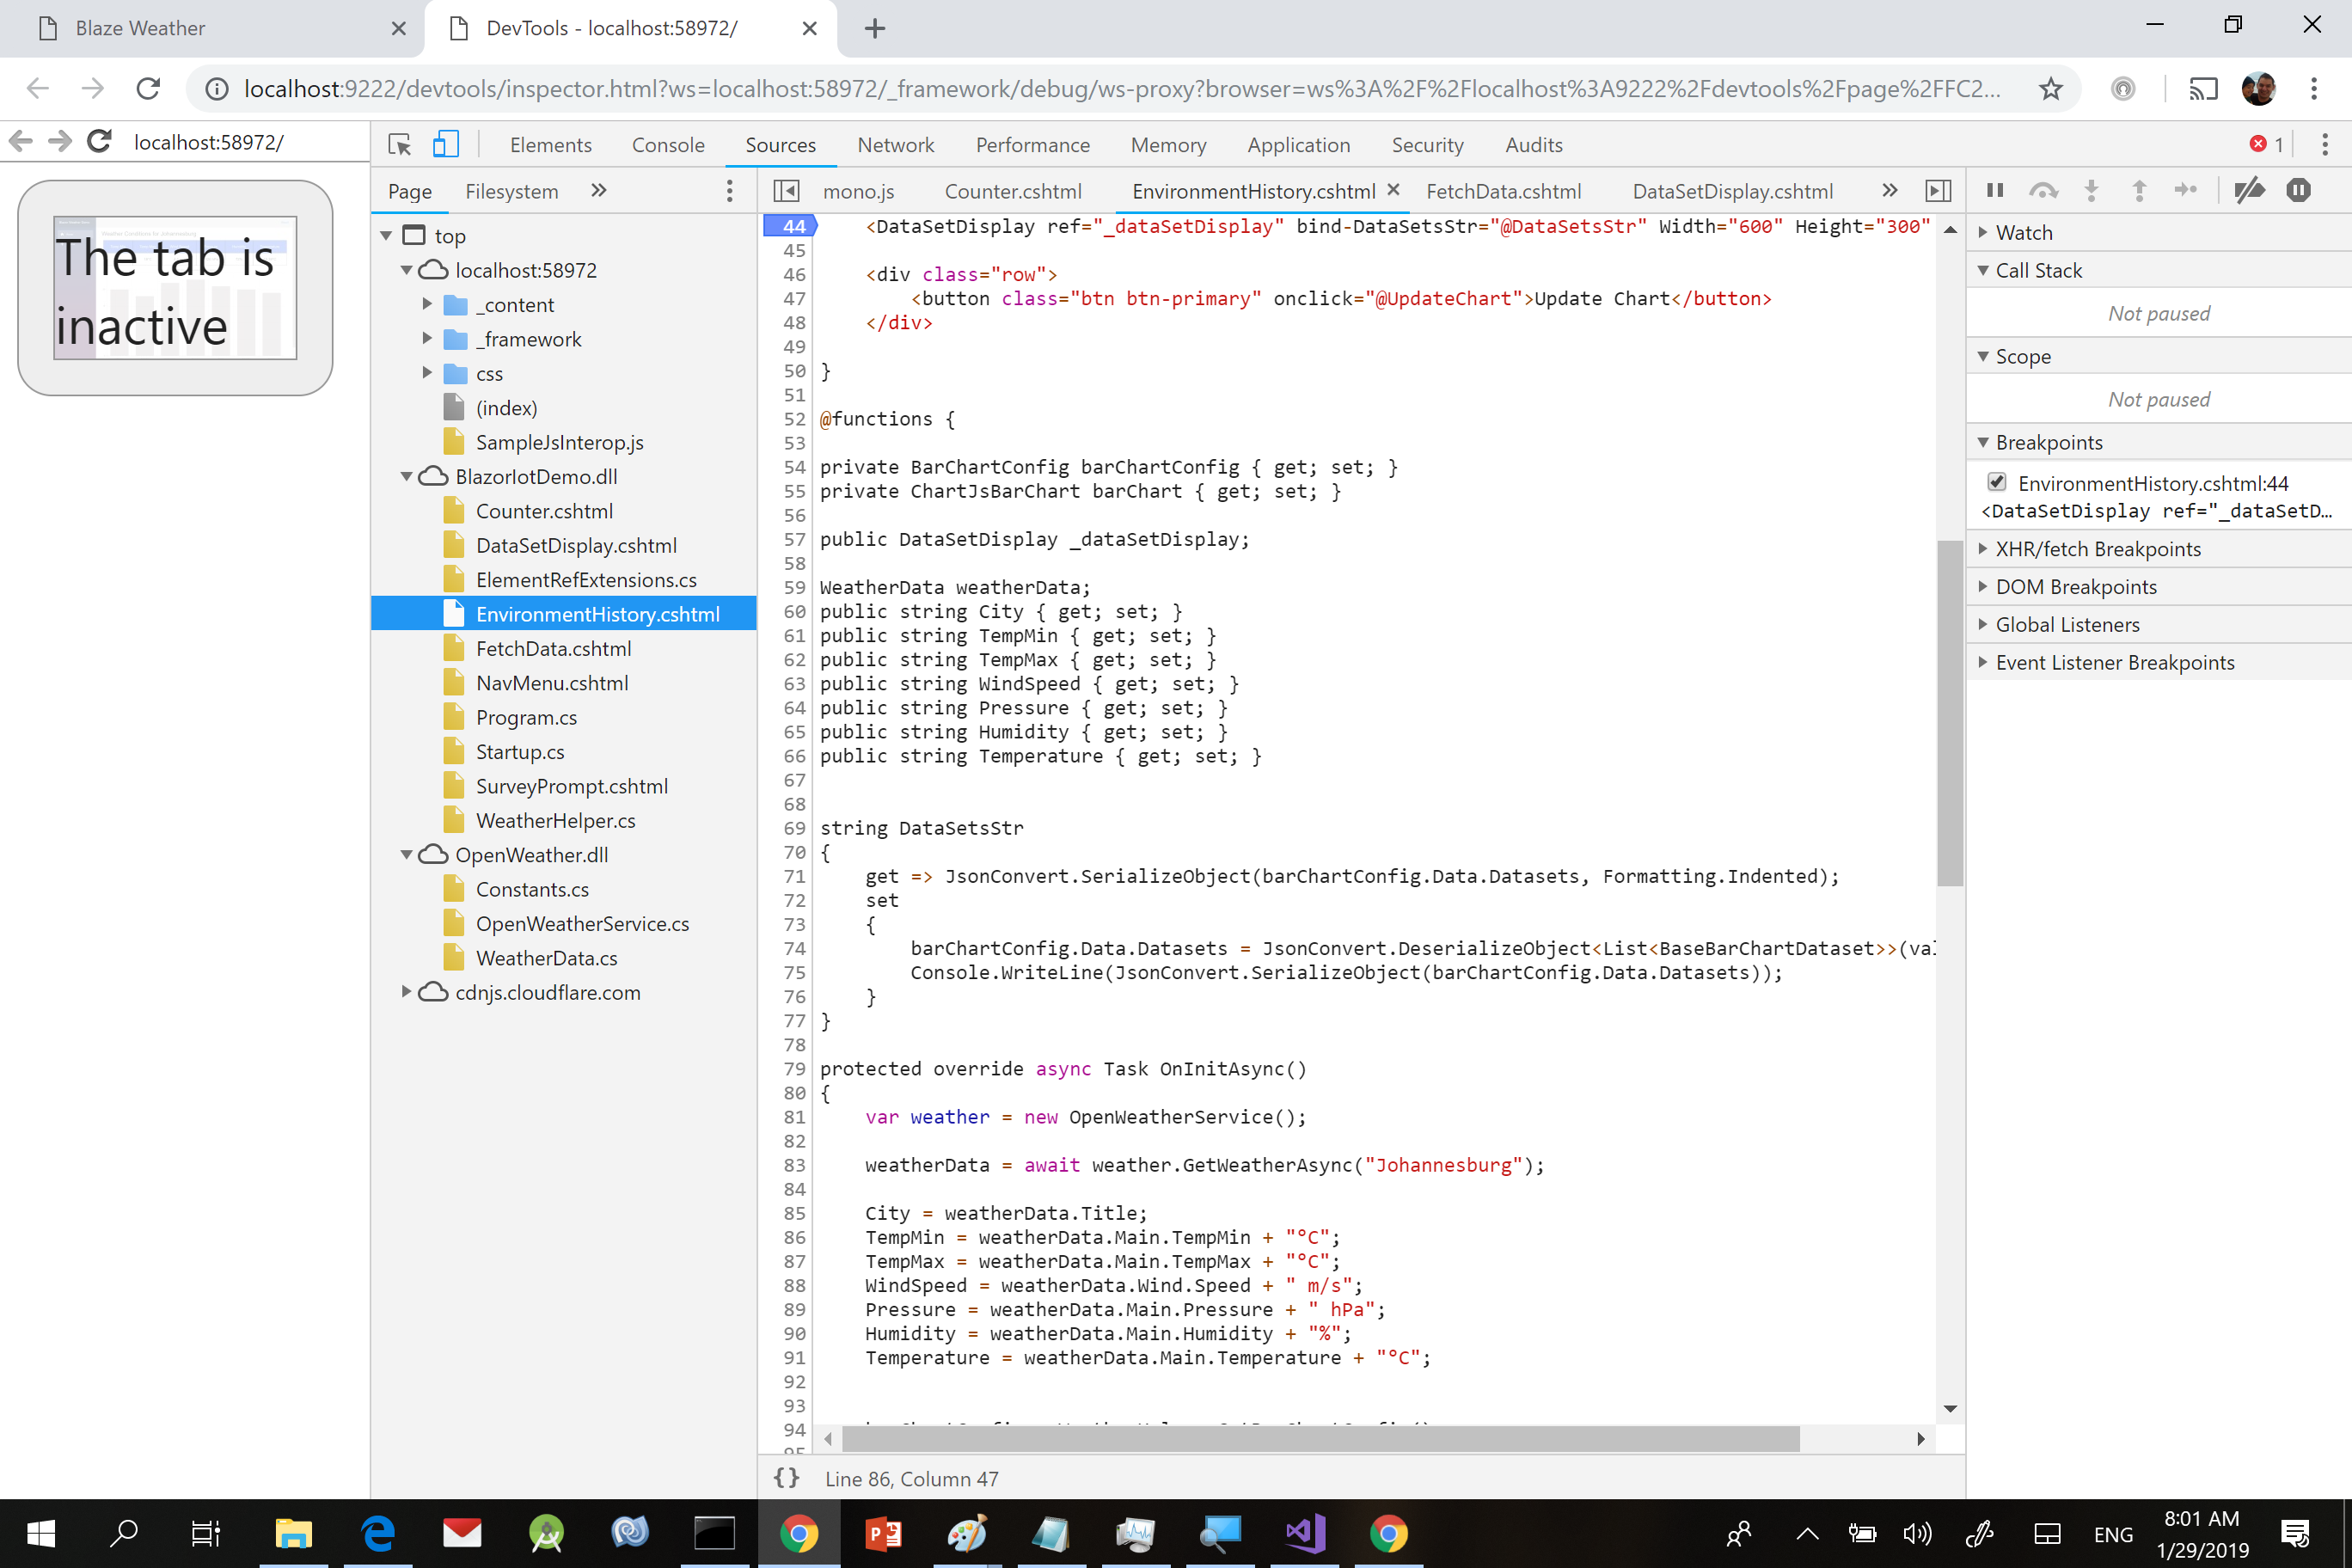 Blaze Weather
DevTools - localhost:58972/
localhost:9222/devtools/inspector.html?ws=localhost:58972/_framework/debug/ws-proxy?browser=ws%3A%2F%2Flocalhost%3A9222%2Fdevtools%2Fpage%2FFC2...
localhost:58972/
Elements Console Sources Network Performance Memory Application Security Audits 1
Page Filesystem »
mono.js Counter.cshtml EnvironmentHistory.cshtml FetchData.cshtml DataSetDisplay.cshtml »
The tab is
inactive
top
localhost:58972
_content
_framework
css
(index)
SampleJsInterop.js
BlazorIotDemo.dll
Counter.cshtml
DataSetDisplay.cshtml
ElementRefExtensions.cs
EnvironmentHistory.cshtml
FetchData.cshtml
NavMenu.cshtml
Program.cs
Startup.cs
SurveyPrompt.cshtml
WeatherHelper.cs
OpenWeather.dll
Constants.cs
OpenWeatherService.cs
WeatherData.cs
cdnjs.cloudflare.com
44 <DataSetDisplay ref="_dataSetDisplay" bind-DataSetsStr="@DataSetsStr" Width="600" Height="300"
45
46 <div class="row">
47 <button class="btn btn-primary" onclick="@UpdateChart">Update Chart</button>
48 </div>
49
50 }
51
52 @functions {
53
54 private BarChartConfig barChartConfig { get; set; }
55 private ChartJsBarChart barChart { get; set; }
56
57 public DataSetDisplay _dataSetDisplay;
58
59 WeatherData weatherData;
60 public string City { get; set; }
61 public string TempMin { get; set; }
62 public string TempMax { get; set; }
63 public string WindSpeed { get; set; }
64 public string Pressure { get; set; }
65 public string Humidity { get; set; }
66 public string Temperature { get; set; }
67
68
69 string DataSetsStr
70 {
71 get => JsonConvert.SerializeObject(barChartConfig.Data.Datasets, Formatting.Indented);
72 set
73 {
74 barChartConfig.Data.Datasets = JsonConvert.DeserializeObject<List<BaseBarChartDataset>>(val
75 Console.WriteLine(JsonConvert.SerializeObject(barChartConfig.Data.Datasets));
76 }
77 }
78
79 protected override async Task OnInitAsync()
80 {
81 var weather = new OpenWeatherService();
82
83 weatherData = await weather.GetWeatherAsync("Johannesburg");
84
85 City = weatherData.Title;
86 TempMin = weatherData.Main.TempMin + "°C";
87 TempMax = weatherData.Main.TempMax + "°C";
88 WindSpeed = weatherData.Wind.Speed + " m/s";
89 Pressure = weatherData.Main.Pressure + " hPa";
90 Humidity = weatherData.Main.Humidity + "%";
91 Temperature = weatherData.Main.Temperature + "°C";
92
93
94
{} Line 86, Column 47
Watch
Call Stack
Not paused
Scope
Not paused
Breakpoints
EnvironmentHistory.cshtml:44
<DataSetDisplay ref="_dataSetD...
XHR/fetch Breakpoints
DOM Breakpoints
Global Listeners
Event Listener Breakpoints
ENG
8:01 AM
1/29/2019